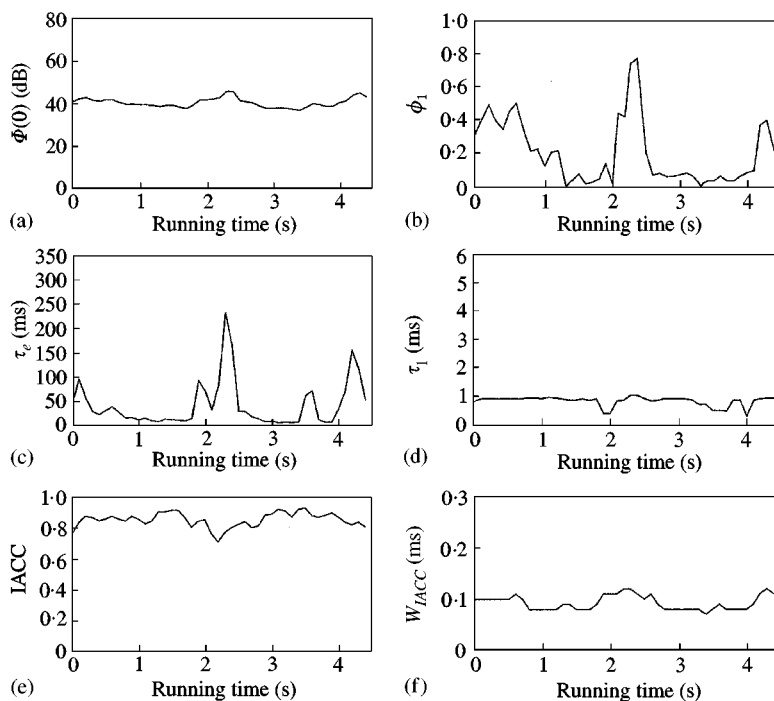 80
60
40
20
0
Φ(0) (dB)
0 1 2 3 4
(a) Running time (s)
1·0
0·8
0·6
0·4
0·2
0
ϕ1
0 1 2 3 4
(b) Running time (s)
350
300
250
200
150
100
50
0
τe (ms)
0 1 2 3 4
(c) Running time (s)
6
5
4
3
2
1
0
τ1 (ms)
0 1 2 3 4
(d) Running time (s)
1·0
0·8
0·6
0·4
0·2
0
IACC
0 1 2 3 4
(e) Running time (s)
0·3
0·2
0·1
0
WIACC (ms)
0 1 2 3 4
(f) Running time (s)